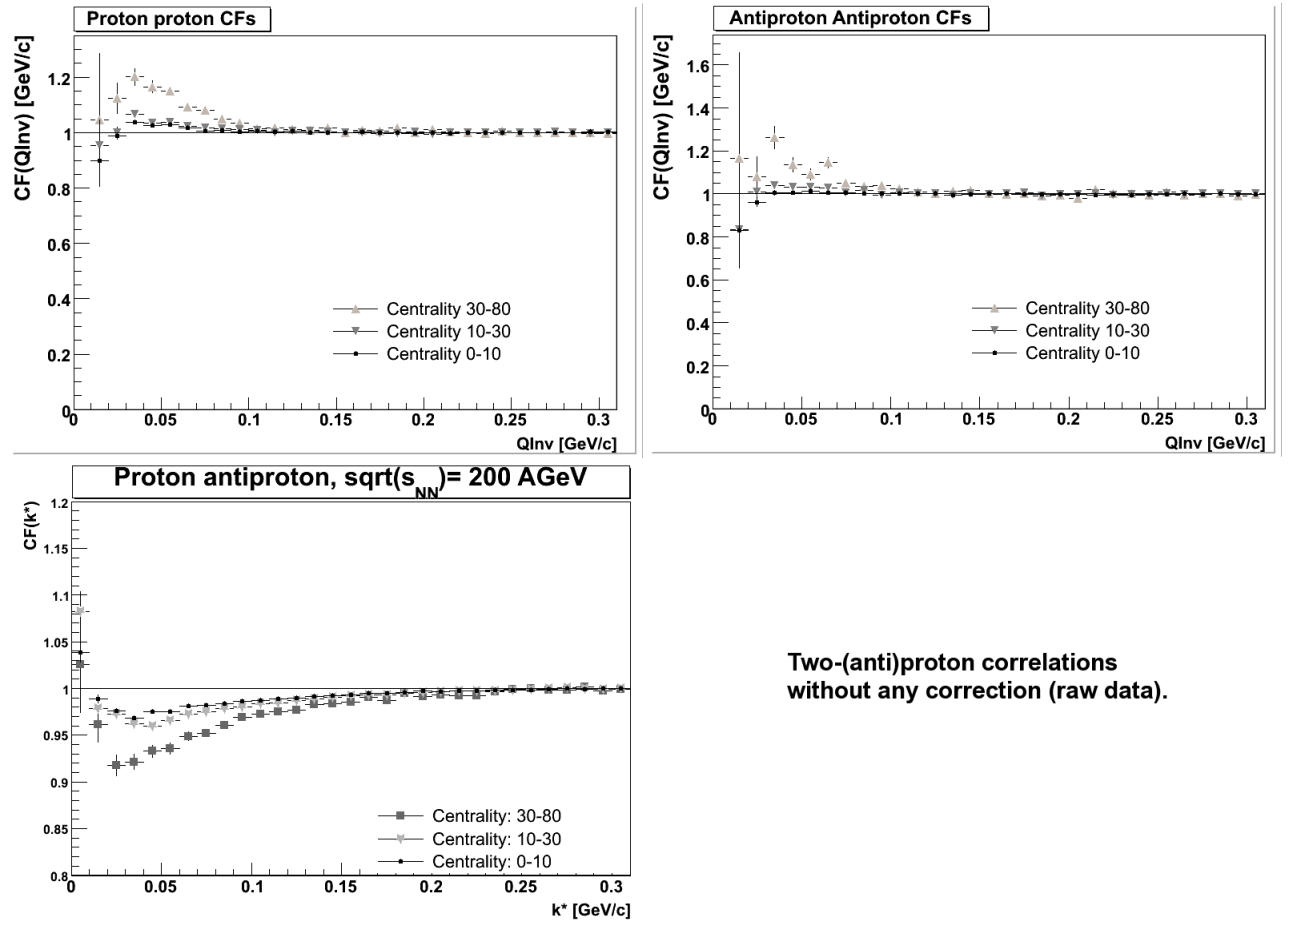 Proton proton CFs
CF(QInv) [GeV/c]
1.2
1
0.8
0.6
0.4
0.2
0
Centrality 30-80
Centrality 10-30
Centrality 0-10
0 0.05 0.1 0.15 0.2 0.25 0.3
QInv [GeV/c]
Antiproton Antiproton CFs
CF(QInv) [GeV/c]
1.6
1.4
1.2
1
0.8
0.6
0.4
0.2
0
Centrality 30-80
Centrality 10-30
Centrality 0-10
0 0.05 0.1 0.15 0.2 0.25 0.3
QInv [GeV/c]
Proton antiproton, sqrt(sNN)= 200 AGeV
CF(k*)
1.2
1.15
1.1
1.05
1
0.95
0.9
0.85
0.8
Centrality: 30-80
Centrality: 10-30
Centrality: 0-10
0 0.05 0.1 0.15 0.2 0.25 0.3
k* [GeV/c]
Two-(anti)proton correlations
without any correction (raw data).